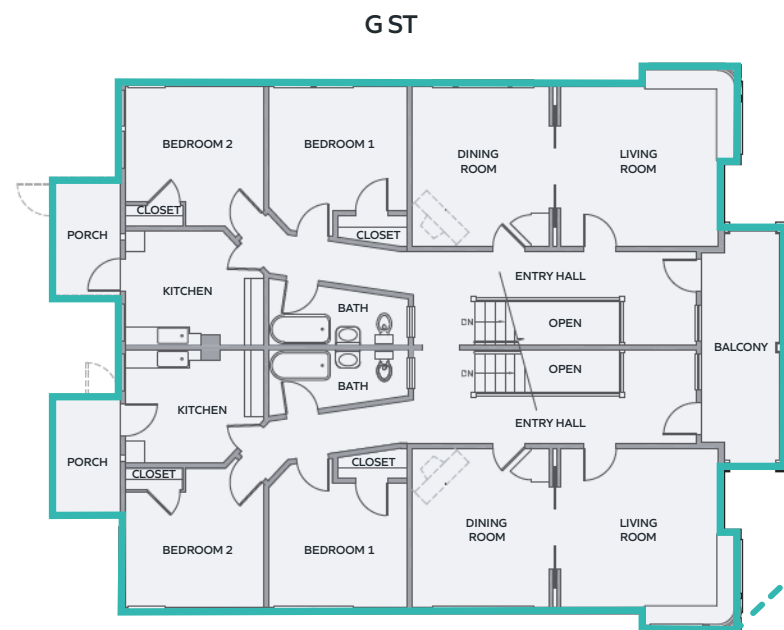 G ST
BEDROOM 2
BEDROOM 1
DINING
ROOM
LIVING
ROOM
CLOSET
CLOSET
PORCH
ENTRY HALL
KITCHEN
BATH
DN
OPEN
BALCONY
OPEN
DN
BATH
KITCHEN
ENTRY HALL
PORCH
CLOSET
CLOSET
DINING
ROOM
LIVING
ROOM
BEDROOM 2
BEDROOM 1